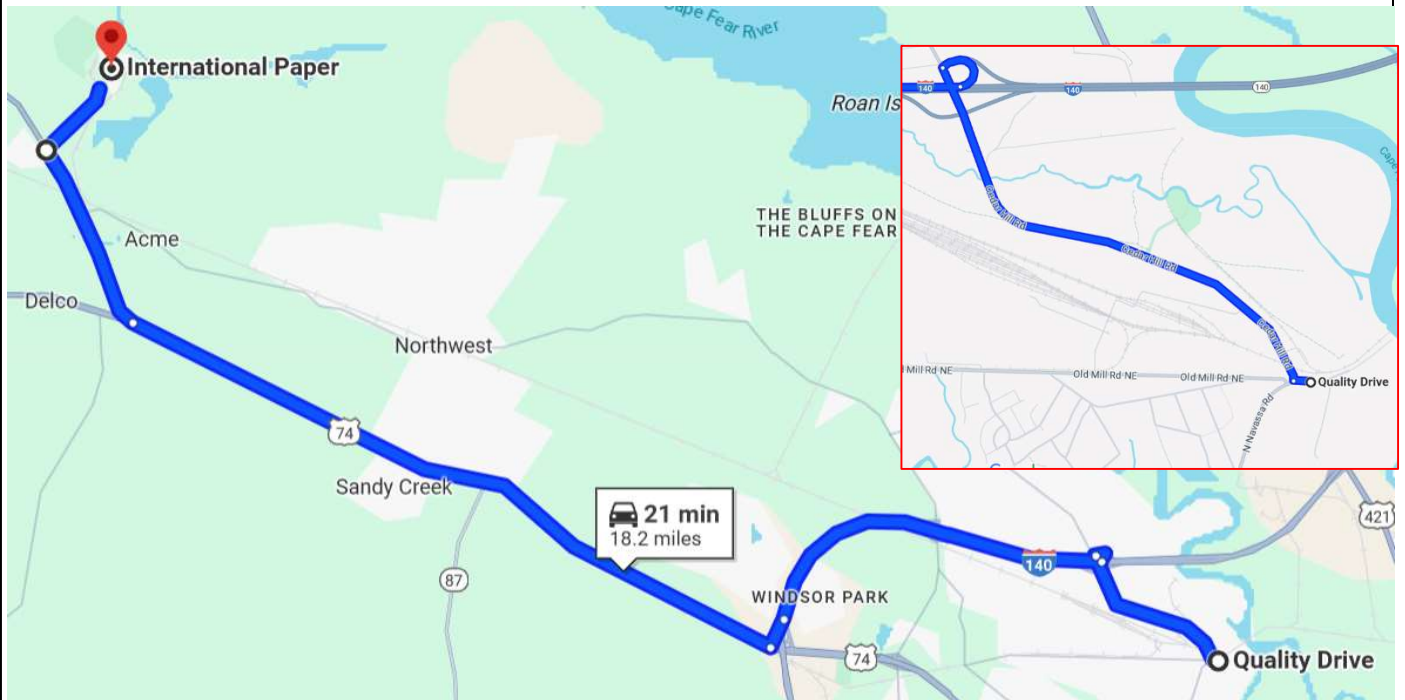 Cape Fear River
International Paper
Roan Is
THE BLUFFS ON
THE CAPE FEAR
Acme
Delco
Northwest
74
Sandy Creek
21 min
18.2 miles
87
WINDSOR PARK
140
74
421
Quality Drive
140
140
140
Quality Drive
Mill Rd NE
Old Mill Rd NE
Old Mill Rd NE
N Navassa Rd